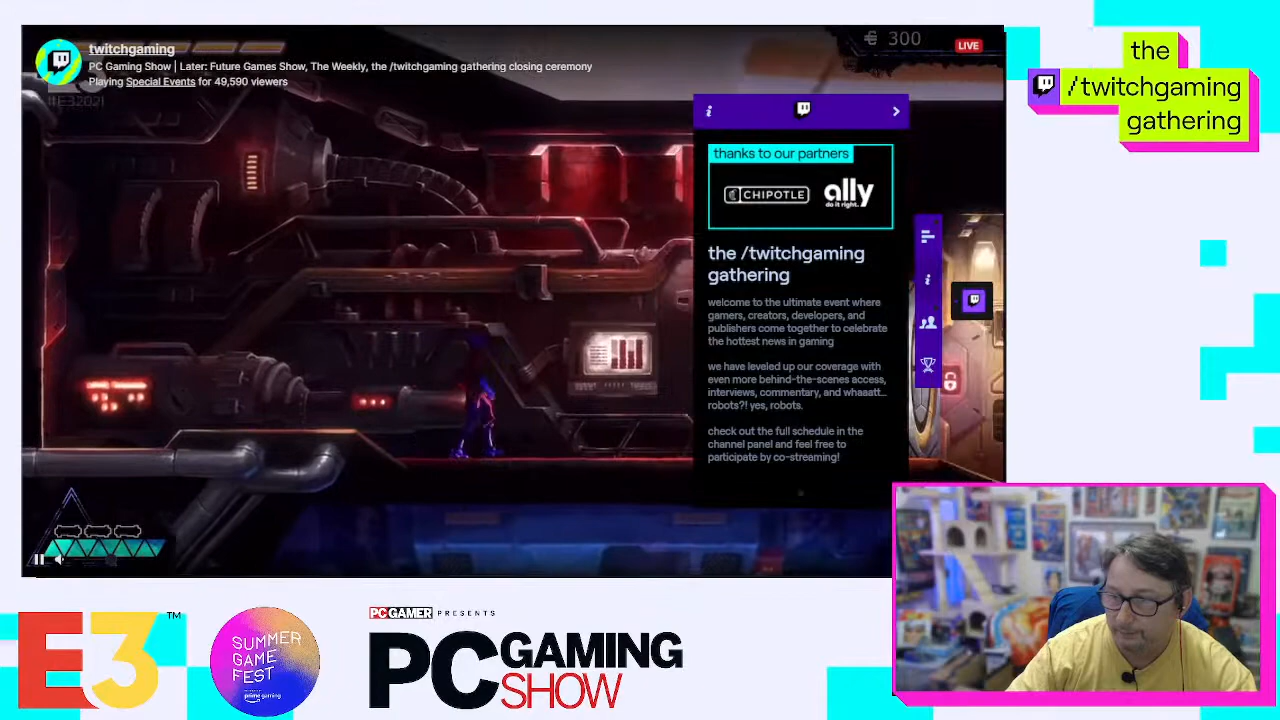 twitchgaming
PC Gaming Show | Later: Future Games Show, The Weekly, the /twitchgaming gathering closing ceremony
Playing Special Events for 49,590 viewers
300
LIVE
the
/twitchgaming
gathering
thanks to our partners
CHIPOTLE
ally
do it right.
the /twitchgaming
gathering
welcome to the ultimate event where
gamers, creators, developers, and
publishers come together to celebrate
the hottest news in gaming
we have leveled up our coverage with
even more behind-the-scenes access,
interviews, commentary, and whaaatt...
robots?! yes, robots.
check out the full schedule in the
channel panel and feel free to
participate by co-streaming!
E3™
SUMMER
GAME
FEST
prime gaming
PC GAMER PRESENTS
PC GAMING
SHOW